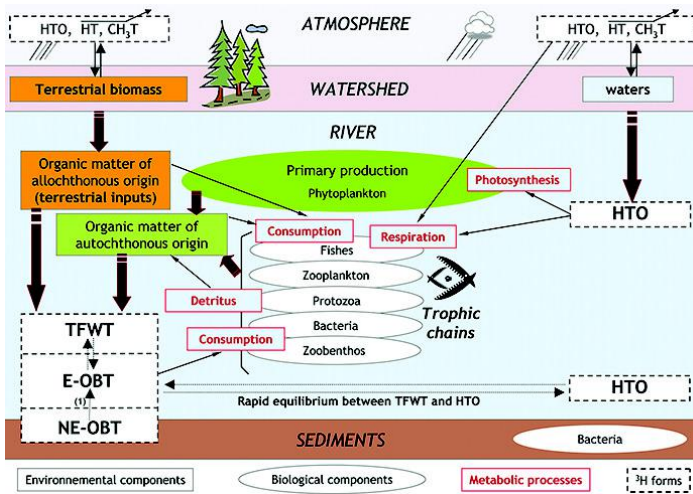 ATMOSPHERE
HTO, HT, CH₃T
HTO, HT, CH₃T
Terrestrial biomass
WATERSHED
waters
RIVER
Organic matter of
allochthonous origin
(terrestrial inputs)
Primary production
Phytoplankton
Photosynthesis
HTO
Organic matter of
autochthonous origin
Consumption
Respiration
Fishes
Zooplankton
Detritus
Protozoa
Trophic
chains
Bacteria
Consumption
Zoobenthos
TFWT
E-OBT
(1)
NE-OBT
HTO
Rapid equilibrium between TFWT and HTO
SEDIMENTS
Bacteria
Environnemental components
Biological components
Metabolic processes
³H forms